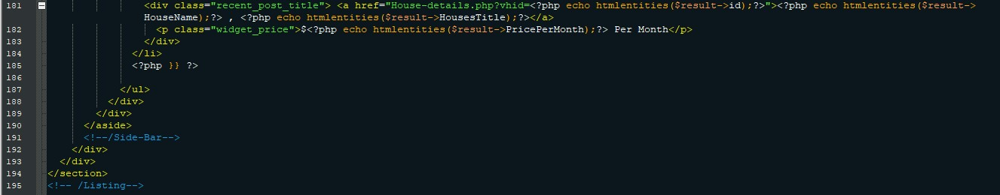 181 <div class="recent_post_title"> <a href="House-details.php?vhid=<?php echo htmlentities($result->id);?>"><?php echo htmlentities($result->
HouseName);?> , <?php echo htmlentities($result->HousesTitle);?></a>
182 <p class="widget_price">$<?php echo htmlentities($result->PricePerMonth);?> Per Month</p>
183 </div>
184 </li>
185 <?php }} ?>
186
187 </ul>
188 </div>
189 </div>
190 </aside>
191 <!--/Side-Bar-->
192 </div>
193 </div>
194 </section>
195 <!-- /Listing-->